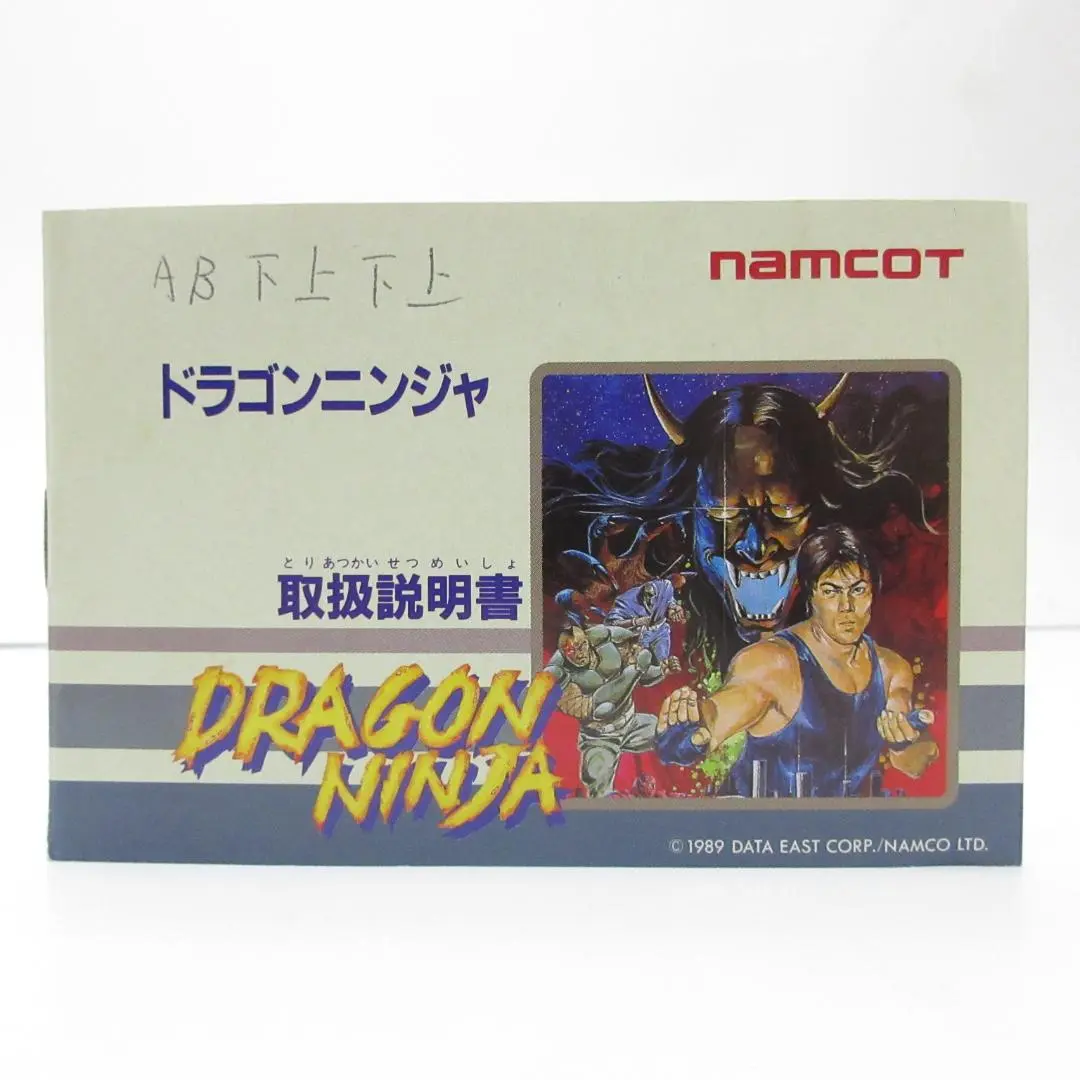 AB下上下上
namcoT
ドラゴンニンジャ
とりあつかいせつめいしょ
取扱説明書
DRAGON
NINJA
©1989 DATA EAST CORP./NAMCO LTD.